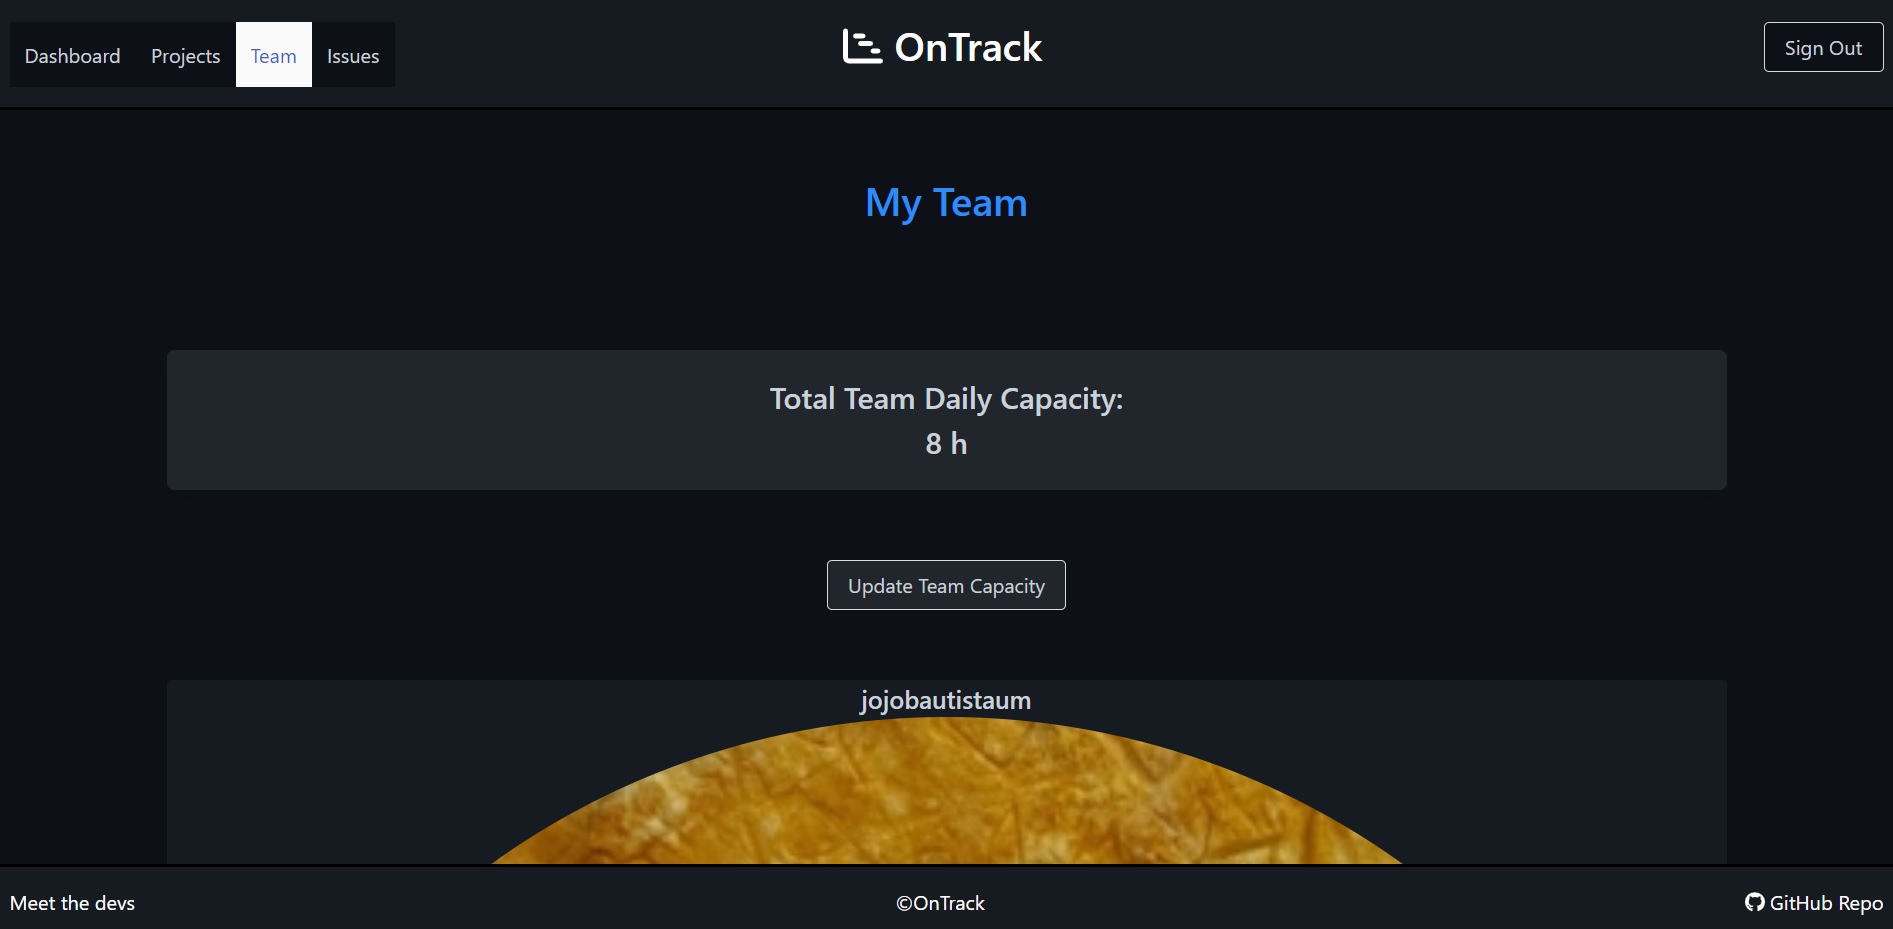 Dashboard
Projects
Team
Issues
OnTrack
Sign Out
My Team
Total Team Daily Capacity:
8 h
Update Team Capacity
jojobautistaum
Meet the devs
©OnTrack
GitHub Repo